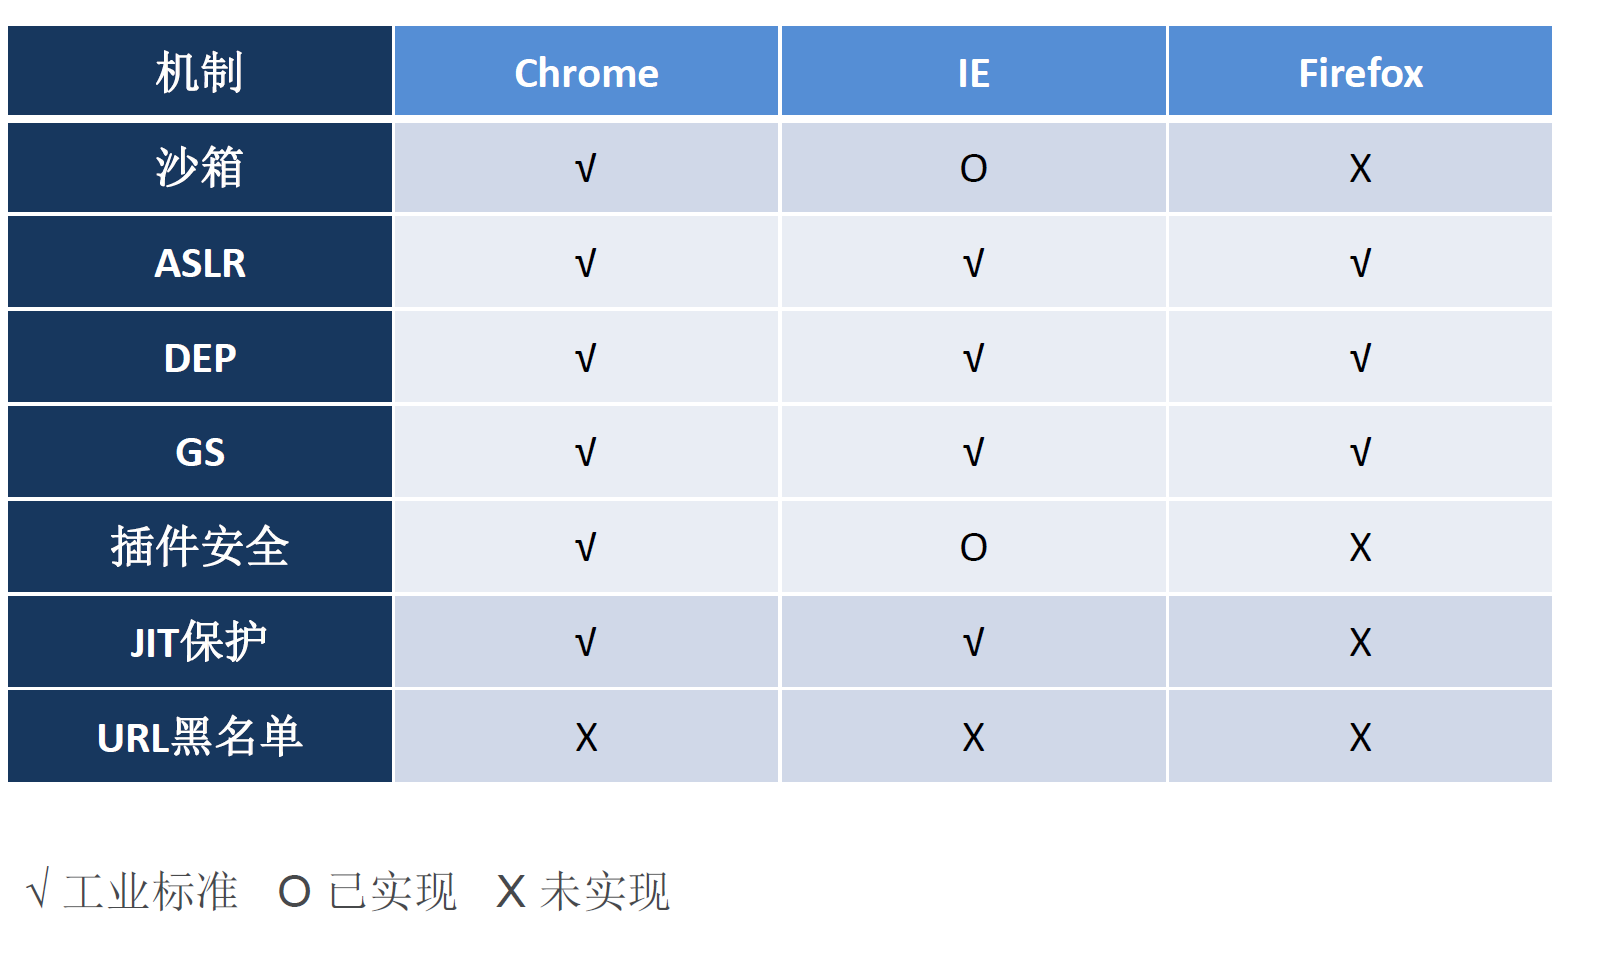 机制 Chrome IE Firefox
沙箱 √ O X
ASLR √ √ √
DEP √ √ √
GS √ √ √
插件安全 √ O X
JIT保护 √ √ X
URL黑名单 X X X
√ 工业标准 O 已实现 X 未实现